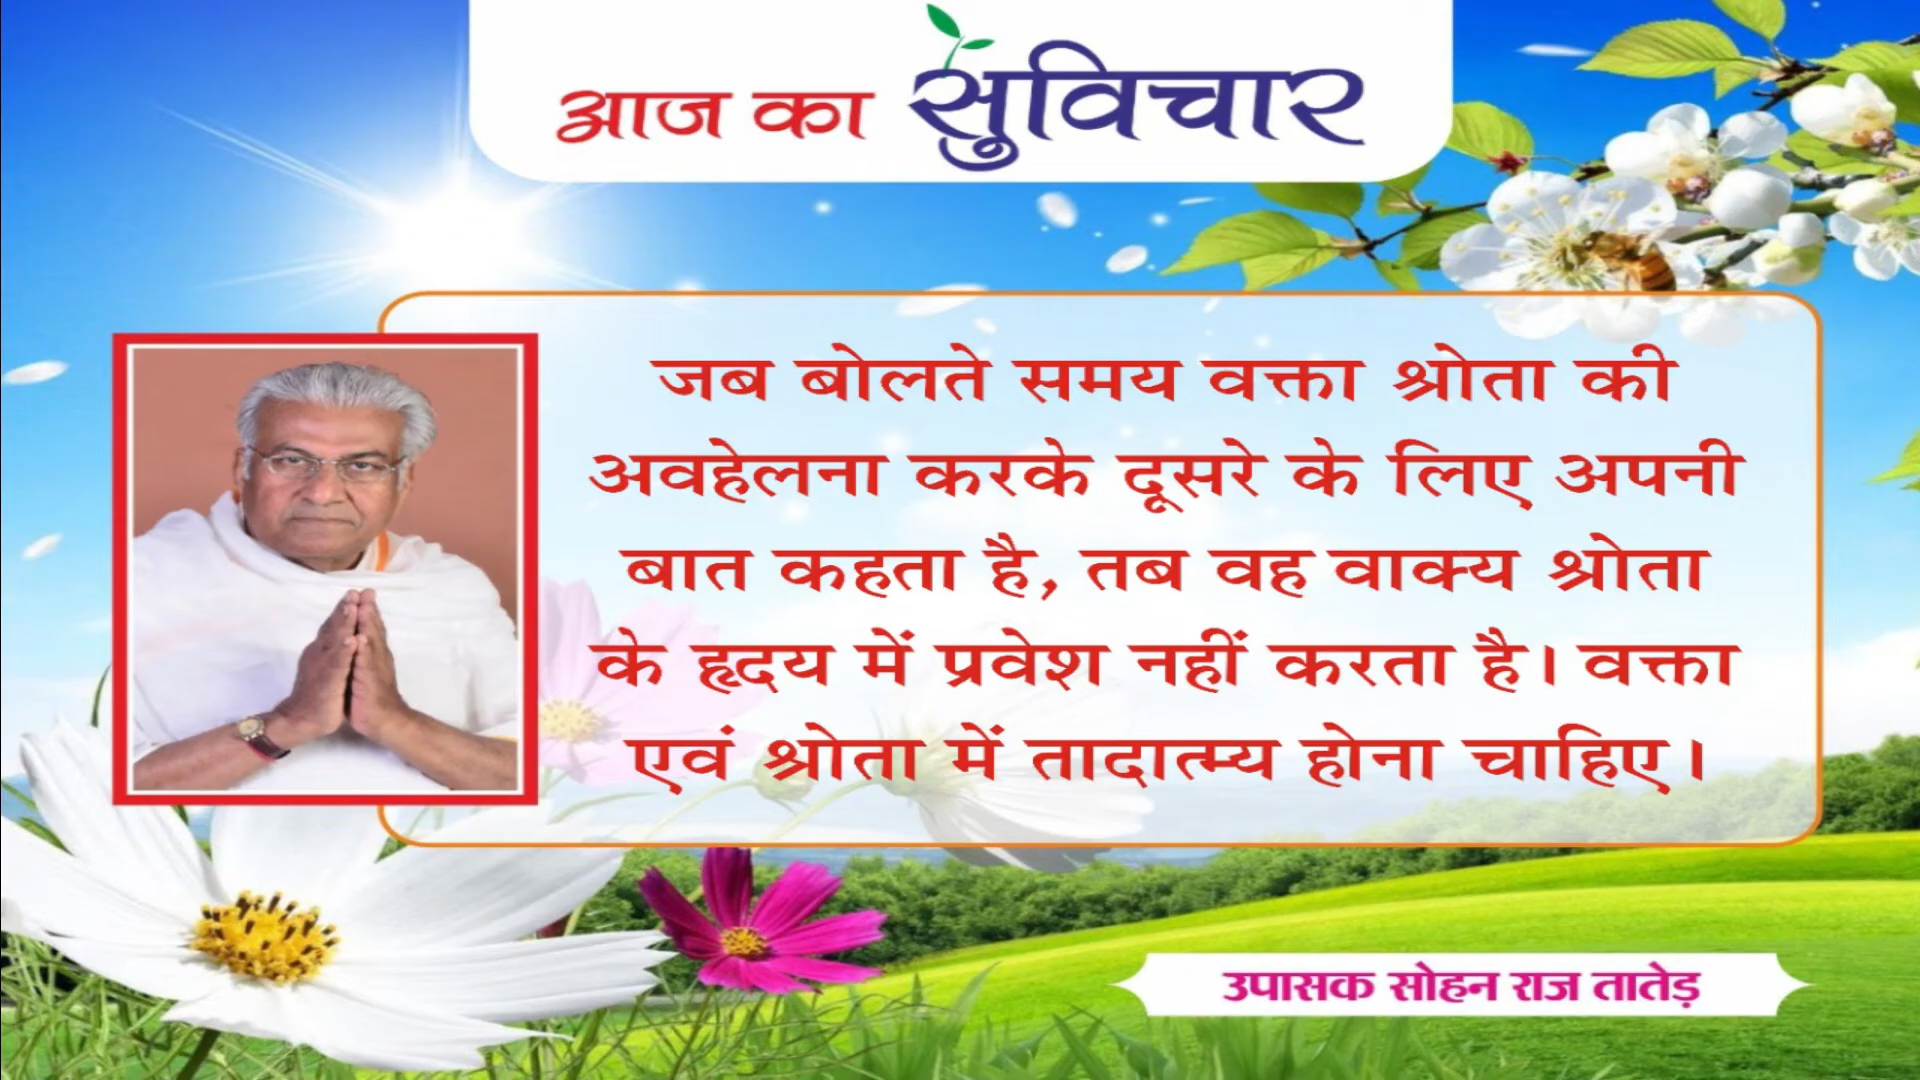 आज का सुविचार
जब बोलते समय वक्ता श्रोता की
अवहेलना करके दूसरे के लिए अपनी
बात कहता है, तब वह वाक्य श्रोता
के हृदय में प्रवेश नहीं करता है। वक्ता
एवं श्रोता में तादात्म्य होना चाहिए।
उपासक सोहन राज तातेड़